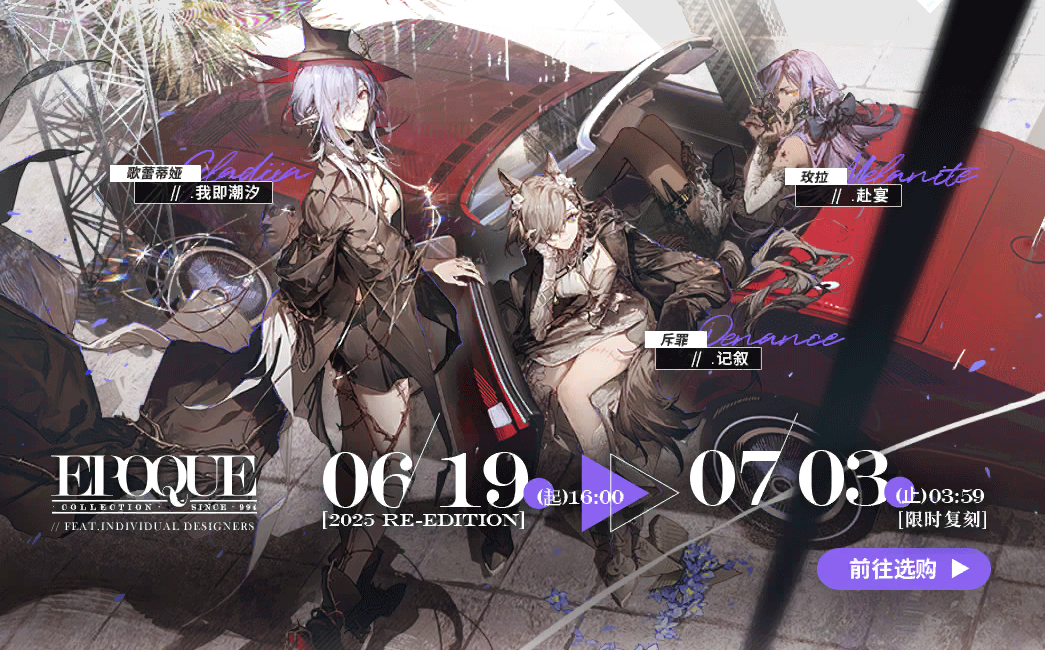 歌蕾蒂娅
Gladiia
// .我即潮汐
玫拉
// .赴宴
斥罪
Penance
// .记叙
EPOQUE
· COLLECTION · SINCE · 994
// FEAT.INDIVIDUAL DESIGNERS
06/19 (起)16:00
[2025 RE-EDITION]
07/03 (止)03:59
[限时复刻]
前往选购